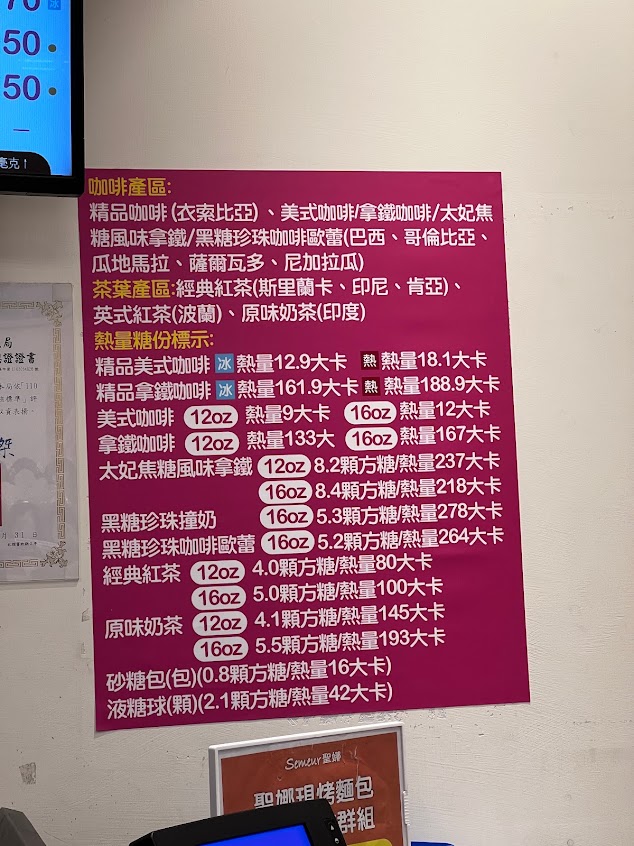 70 冰
50
50
毫克↑
咖啡產區:
精品咖啡(衣索比亞)、美式咖啡/拿鐵咖啡/太妃焦
糖風味拿鐵/黑糖珍珠咖啡歐蕾(巴西、哥倫比亞、
瓜地馬拉、薩爾瓦多、尼加拉瓜)
茶葉產區:經典紅茶(斯里蘭卡、印尼、肯亞)、
英式紅茶(波蘭)、原味奶茶(印度)
熱量糖份標示:
精品美式咖啡 冰 熱量12.9大卡 熱 熱量18.1大卡
精品拿鐵咖啡 冰 熱量161.9大卡 熱 熱量188.9大卡
美式咖啡 12oz 熱量9大卡 16oz 熱量12大卡
拿鐵咖啡 12oz 熱量133大 16oz 熱量167大卡
太妃焦糖風味拿鐵 12oz 8.2顆方糖/熱量237大卡
16oz 8.4顆方糖/熱量218大卡
黑糖珍珠撞奶 16oz 5.3顆方糖/熱量278大卡
黑糖珍珠咖啡歐蕾 16oz 5.2顆方糖/熱量264大卡
經典紅茶 12oz 4.0顆方糖/熱量80大卡
16oz 5.0顆方糖/熱量100大卡
原味奶茶 12oz 4.1顆方糖/熱量145大卡
16oz 5.5顆方糖/熱量193大卡
砂糖包(包)(0.8顆方糖/熱量16大卡)
液糖球(顆)(2.1顆方糖/熱量42大卡)
局
證證書
月 31 日
Semeur聖娜
聖娜現烤麵包
群組